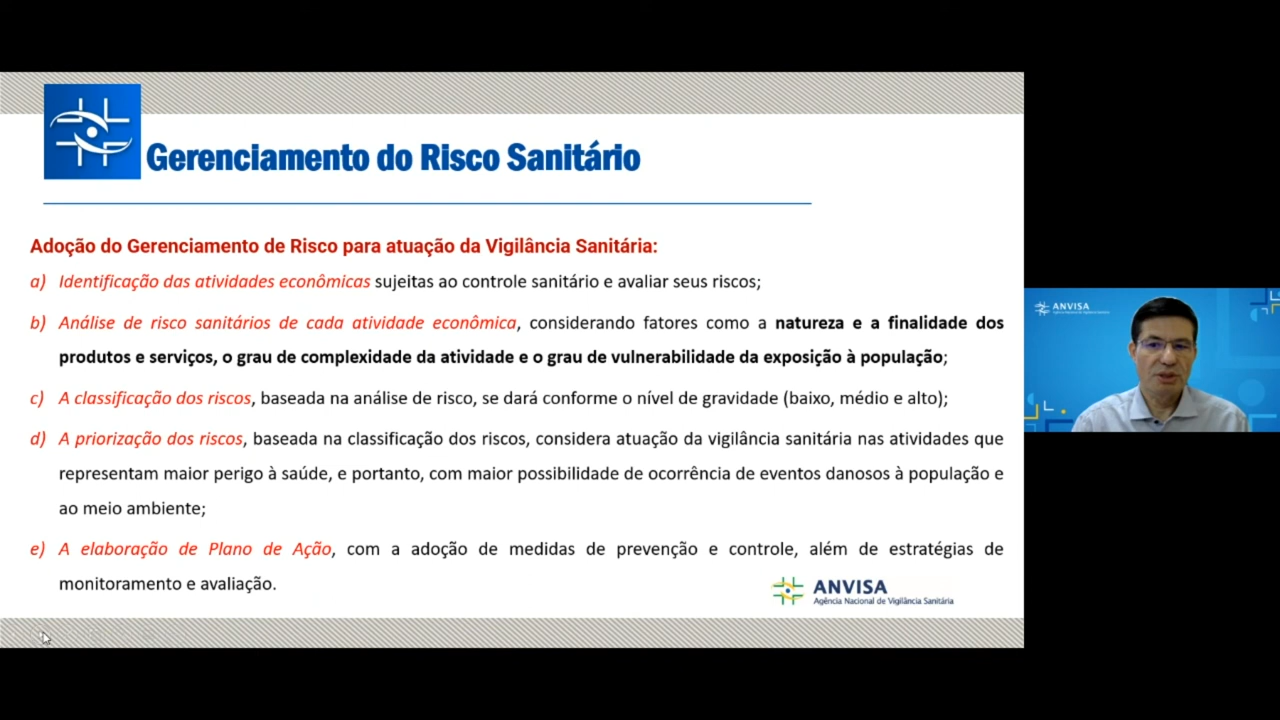 Gerenciamento do Risco Sanitário
Adoção do Gerenciamento de Risco para atuação da Vigilância Sanitária:
a) Identificação das atividades econômicas sujeitas ao controle sanitário e avaliar seus riscos;
b) Análise de risco sanitários de cada atividade econômica, considerando fatores como a natureza e a finalidade dos
produtos e serviços, o grau de complexidade da atividade e o grau de vulnerabilidade da exposição à população;
c) A classificação dos riscos, baseada na análise de risco, se dará conforme o nível de gravidade (baixo, médio e alto);
d) A priorização dos riscos, baseada na classificação dos riscos, considera atuação da vigilância sanitária nas atividades que
representam maior perigo à saúde, e portanto, com maior possibilidade de ocorrência de eventos danosos à população e
ao meio ambiente;
e) A elaboração de Plano de Ação, com a adoção de medidas de prevenção e controle, além de estratégias de
monitoramento e avaliação.
ANVISA
Agência Nacional de Vigilância Sanitária
ANVISA
Agência Nacional de Vigilância Sanitária